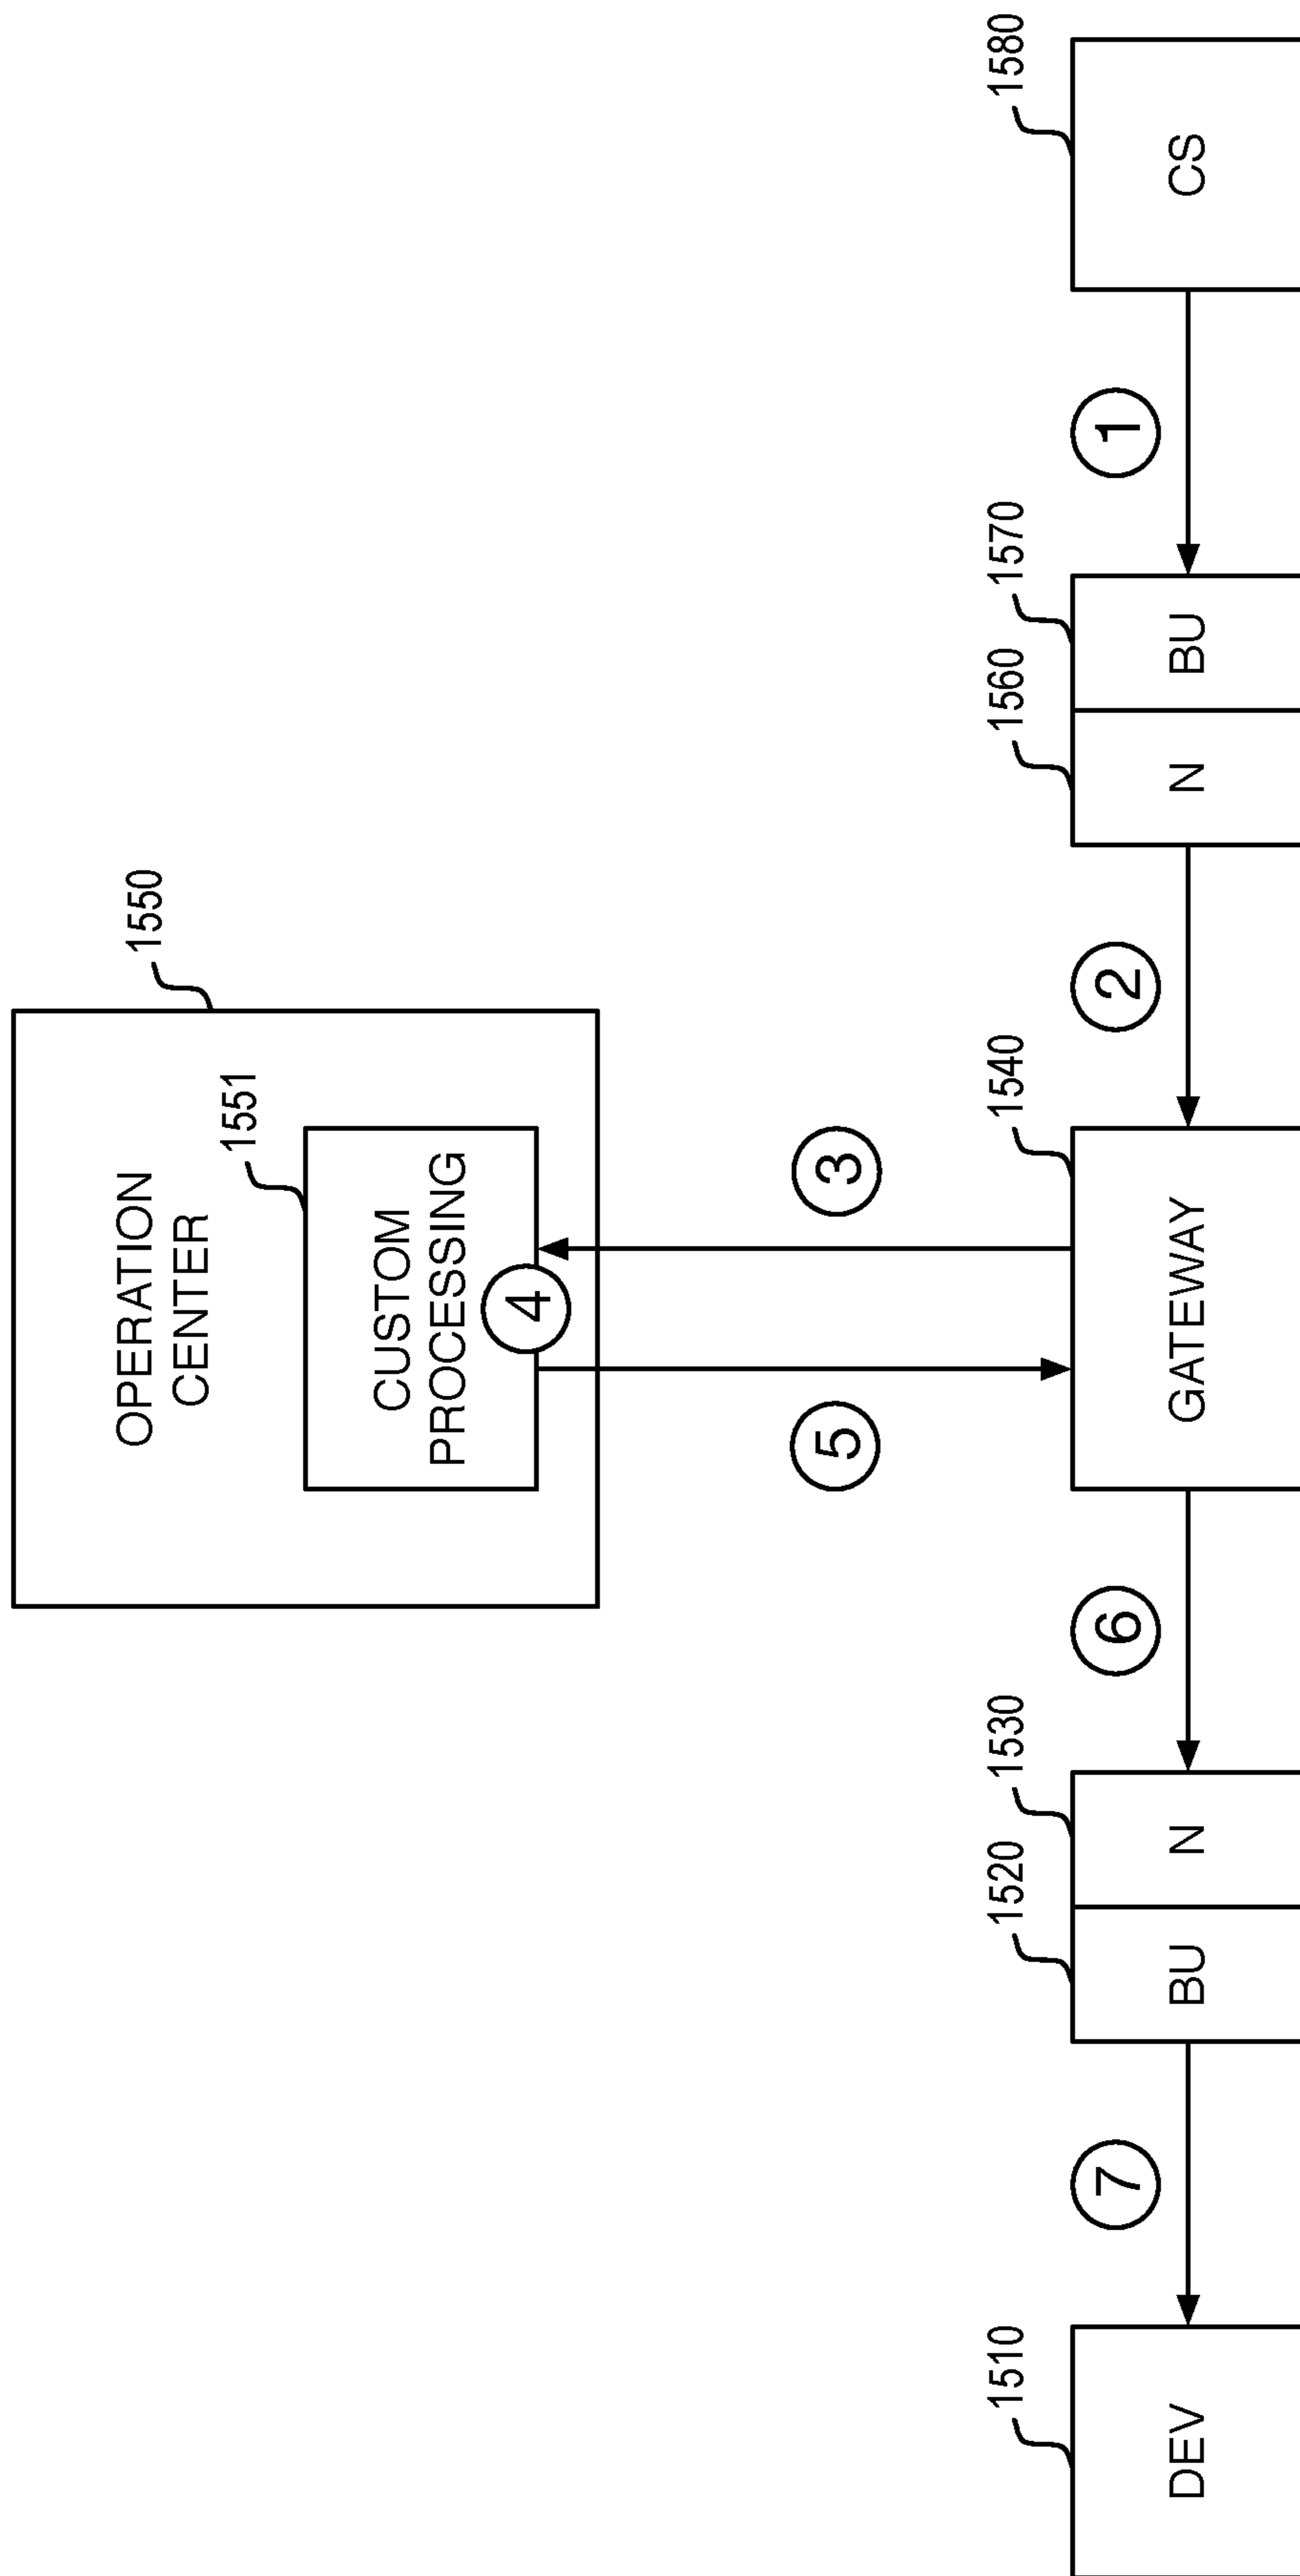 OPERATION
CENTER
1550
1551
CUSTOM
PROCESSING
4
5
3
1510
1520
1530
1540
1560
1570
1580
7
6
2
1
DEV
BU
N
GATEWAY
N
BU
CS